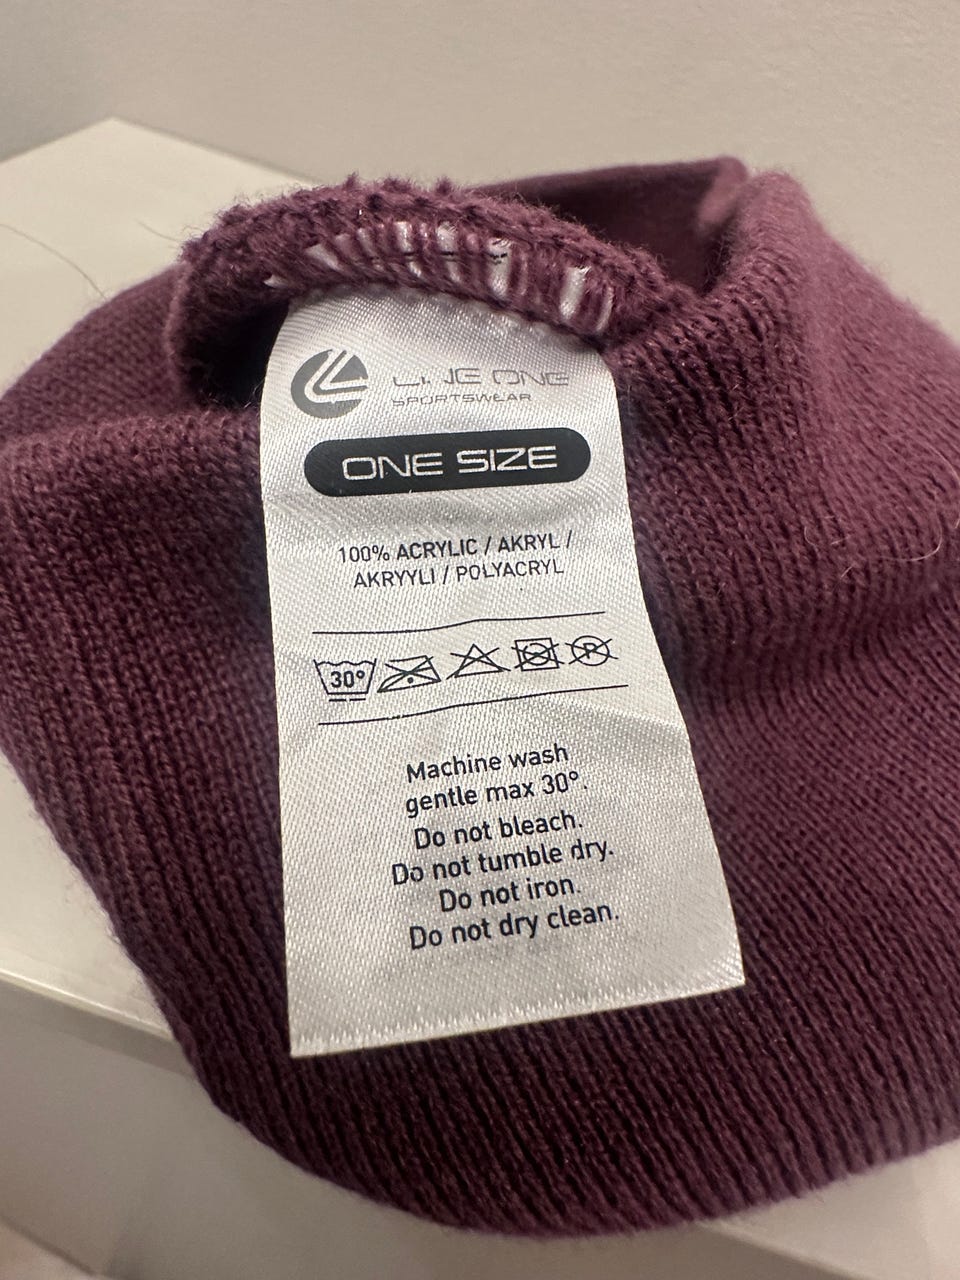 LINE ONE
SPORTSWEAR
ONE SIZE
100% ACRYLIC / AKRYL /
AKRYYLI / POLYACRYL
30°
P
Machine wash
gentle max 30°.
Do not bleach.
Do not tumble dry.
Do not iron.
Do not dry clean.